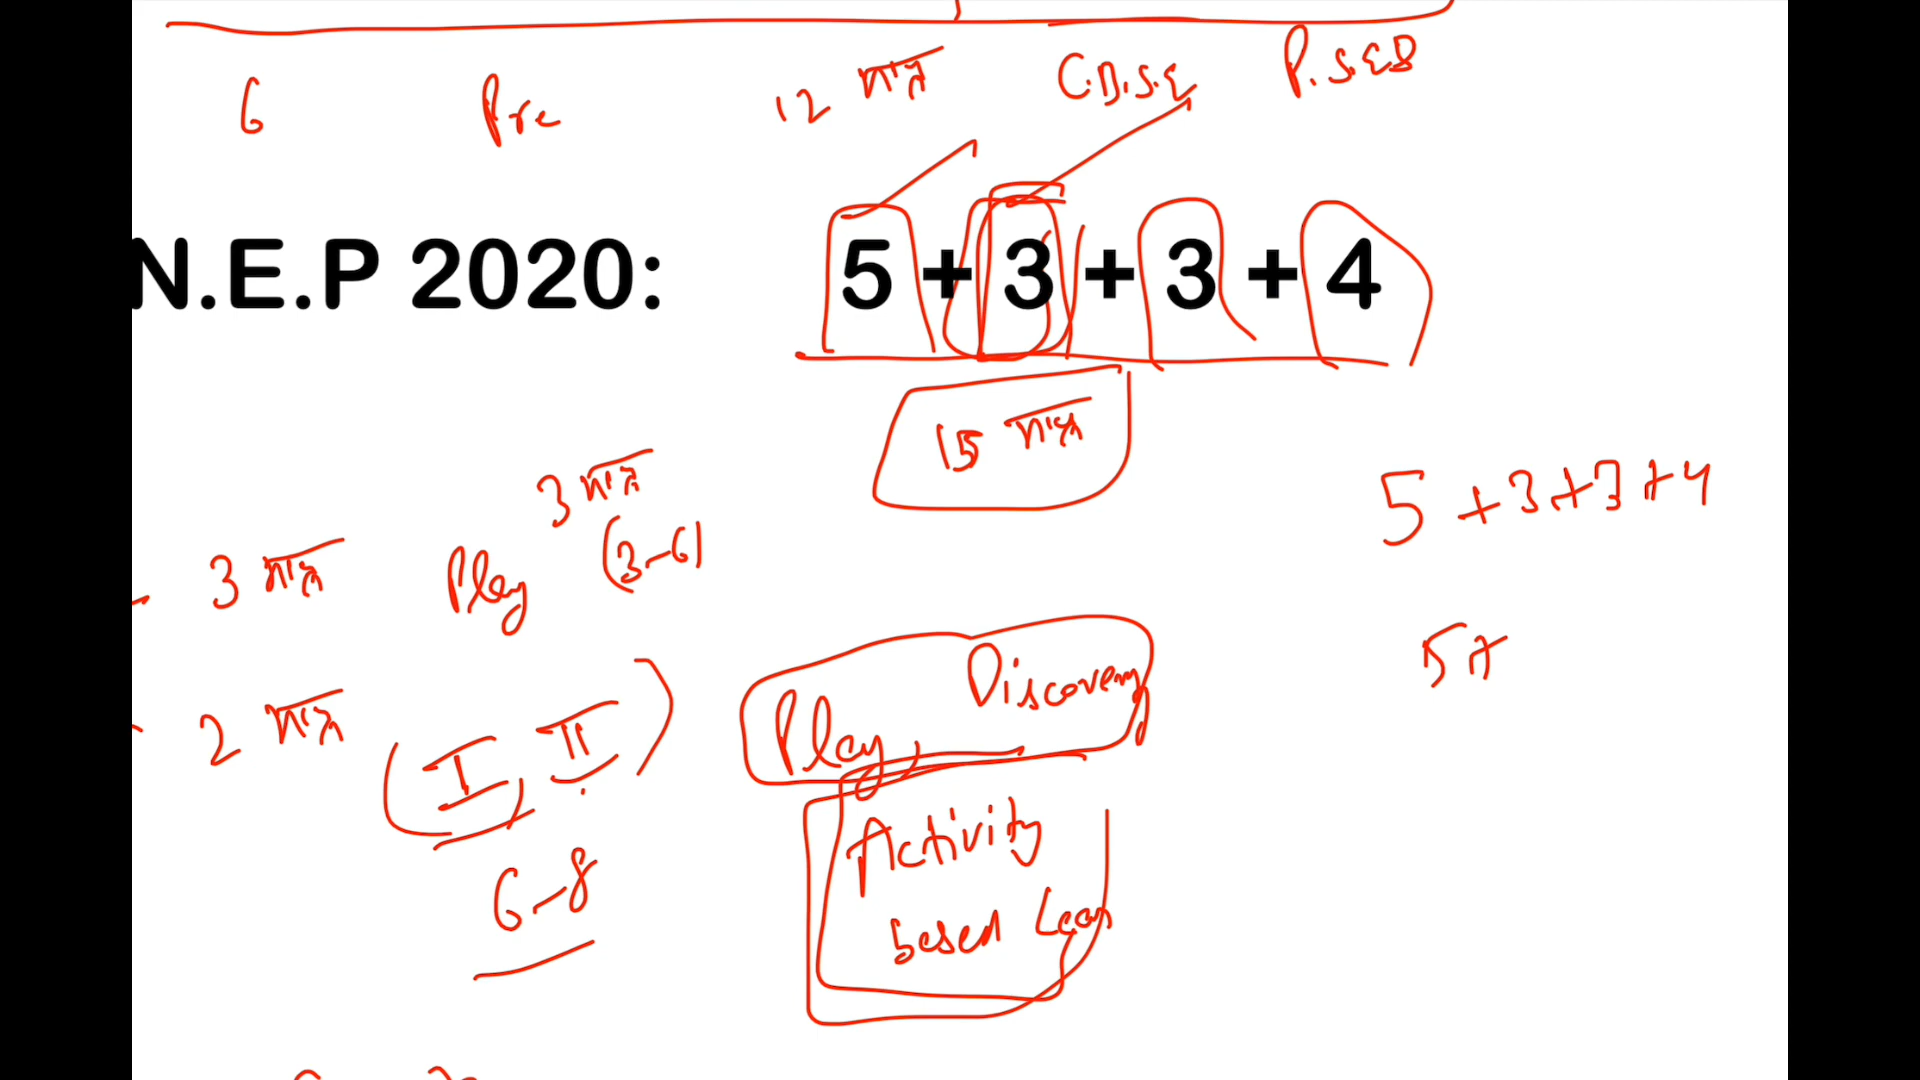 6 Pre 12 ਸਾਲ C.B.S.E P.S.E.B
N.E.P 2020: 5 + 3 + 3 + 4
15 ਸਾਲ
3 ਸਾਲ
5 +3+3+4
3 ਸਾਲ Play (3-6)
5+
2 ਸਾਲ (I, II)
Play, Discovery
6-8
Activity
based Learn